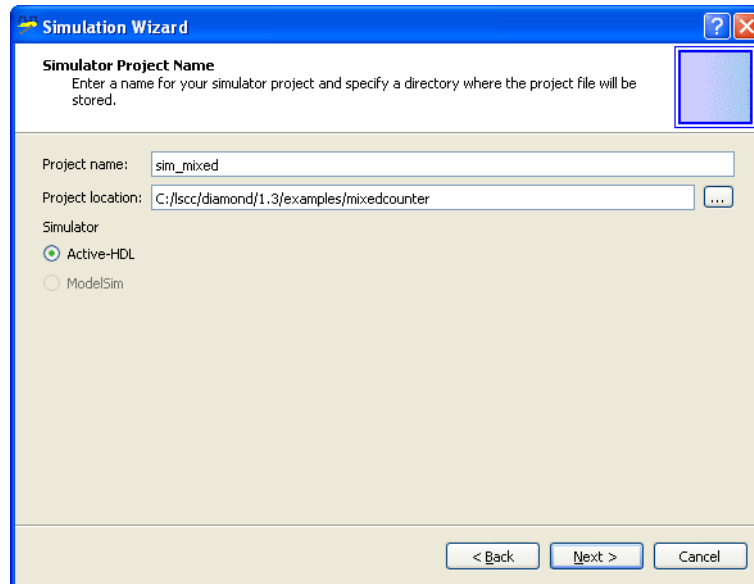 Simulation Wizard
Simulator Project Name
Enter a name for your simulator project and specify a directory where the project file will be
stored.
Project name: sim_mixed
Project location: C:/lscc/diamond/1.3/examples/mixedcounter ...
Simulator
Active-HDL
ModelSim
< Back Next > Cancel